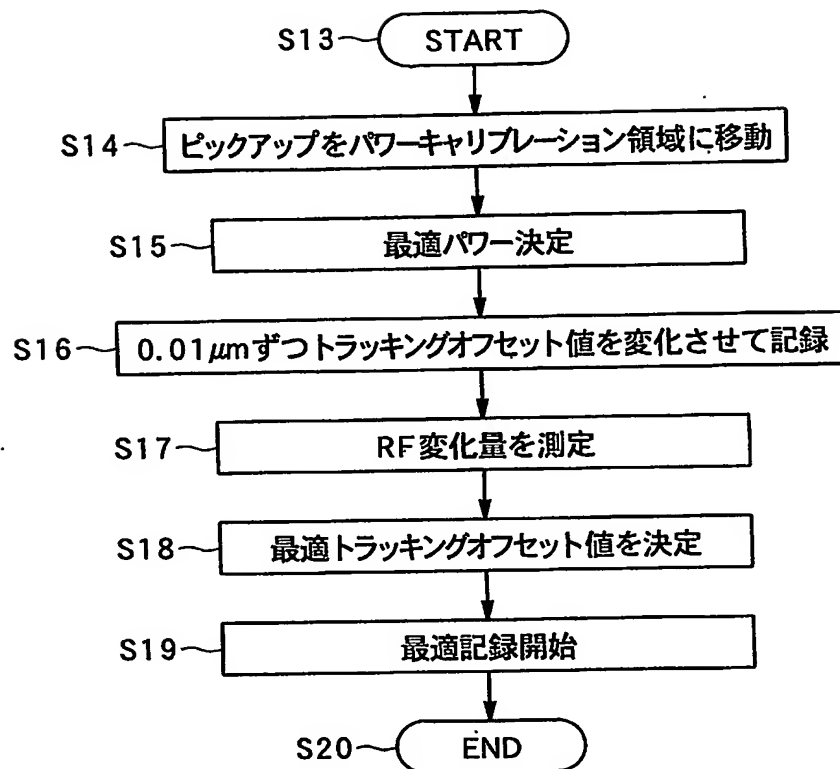 S13 START
S14 ピックアップをパワーキャリブレーション領域に移動
S15 最適パワー決定
S16 0.01μmずつトラッキングオフセット値を変化させて記録
S17 RF変化量を測定
S18 最適トラッキングオフセット値を決定
S19 最適記録開始
S20 END